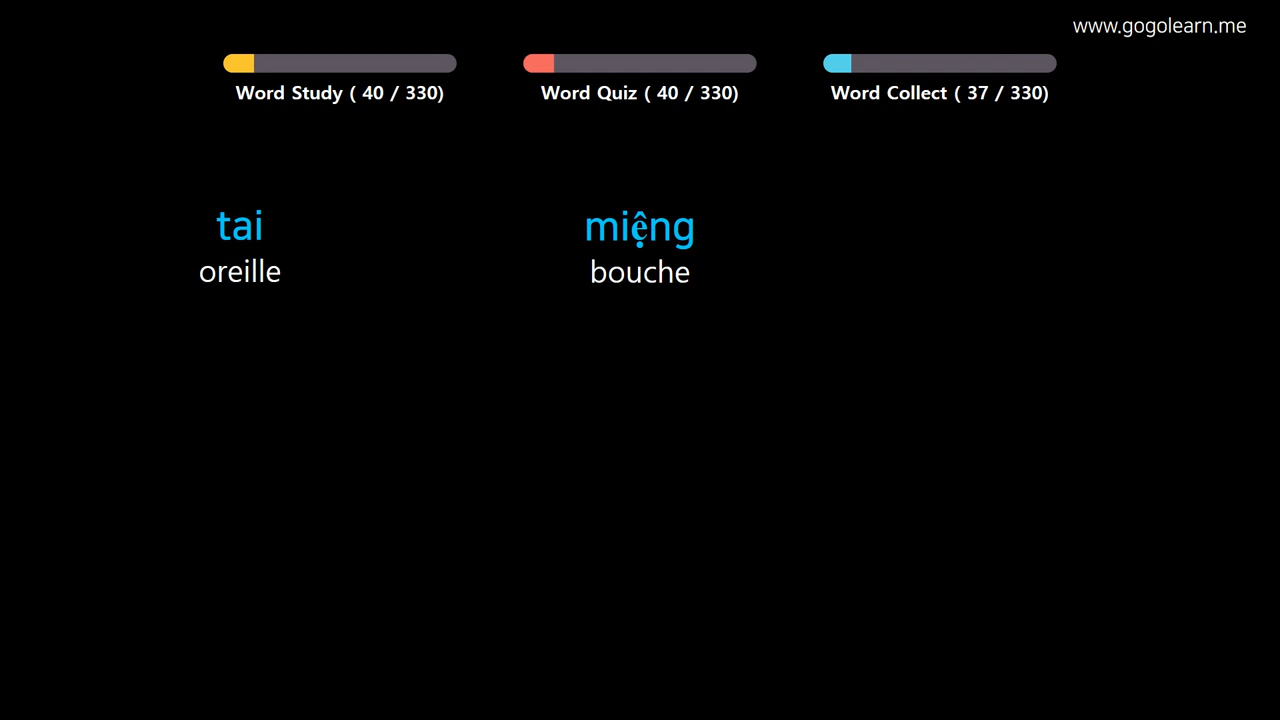 www.gogolearn.me
Word Study ( 40 / 330)
Word Quiz ( 40 / 330)
Word Collect ( 37 / 330)
tai
oreille
miệng
bouche